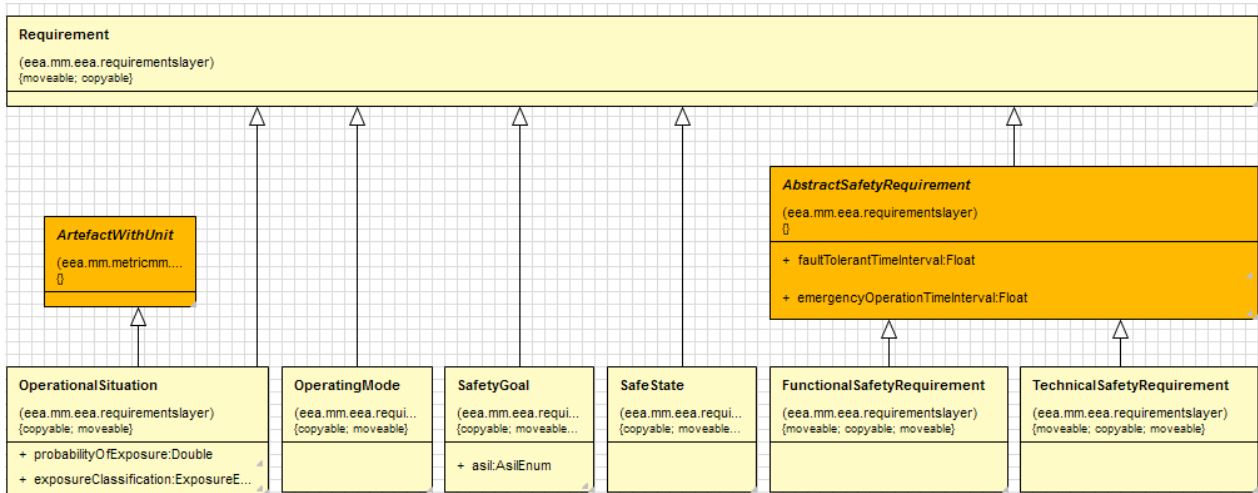 Requirement
(eea.mm.eea.requirementslayer)
{moveable; copyable}
AbstractSafetyRequirement
(eea.mm.eea.requirementslayer)
{}
+ faultTolerantTimeInterval:Float
+ emergencyOperationTimeInterval:Float
ArtefactWithUnit
(eea.mm.metricmm....
{}
OperationalSituation
(eea.mm.eea.requirementslayer)
{copyable; moveable}
+ probabilityOfExposure:Double
+ exposureClassification:ExposureE...
OperatingMode
(eea.mm.eea.requi...
{copyable; moveable}
SafetyGoal
(eea.mm.eea.requi...
{copyable; moveable...
+ asil:AsilEnum
SafeState
(eea.mm.eea.requi...
{copyable; moveable...
FunctionalSafetyRequirement
(eea.mm.eea.requirementslayer)
{moveable; copyable; moveable}
TechnicalSafetyRequirement
(eea.mm.eea.requirementslayer)
{moveable; copyable; moveable}